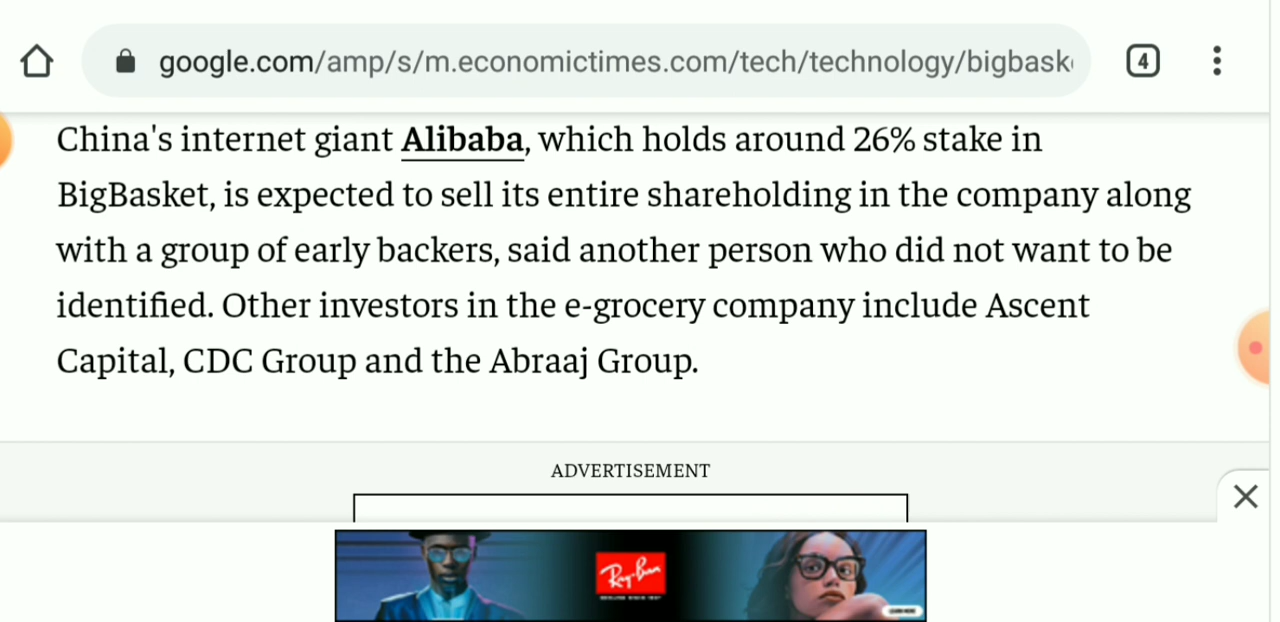 google.com/amp/s/m.economictimes.com/tech/technology/bigbask
4
China's internet giant Alibaba, which holds around 26% stake in
BigBasket, is expected to sell its entire shareholding in the company along
with a group of early backers, said another person who did not want to be
identified. Other investors in the e-grocery company include Ascent
Capital, CDC Group and the Abraaj Group.
ADVERTISEMENT
Ray-Ban